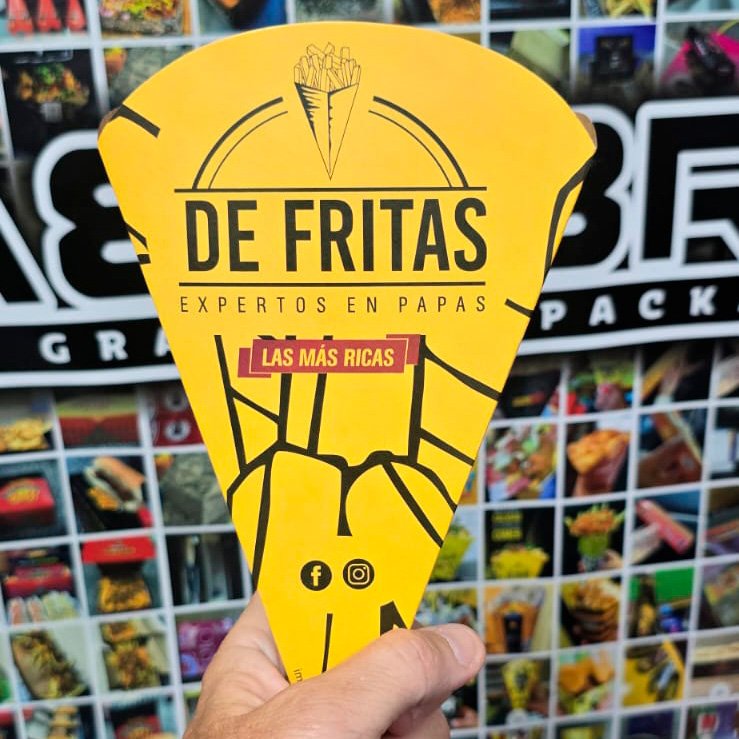 DE FRITAS
EXPERTOS EN PAPAS
LAS MÁS RICAS